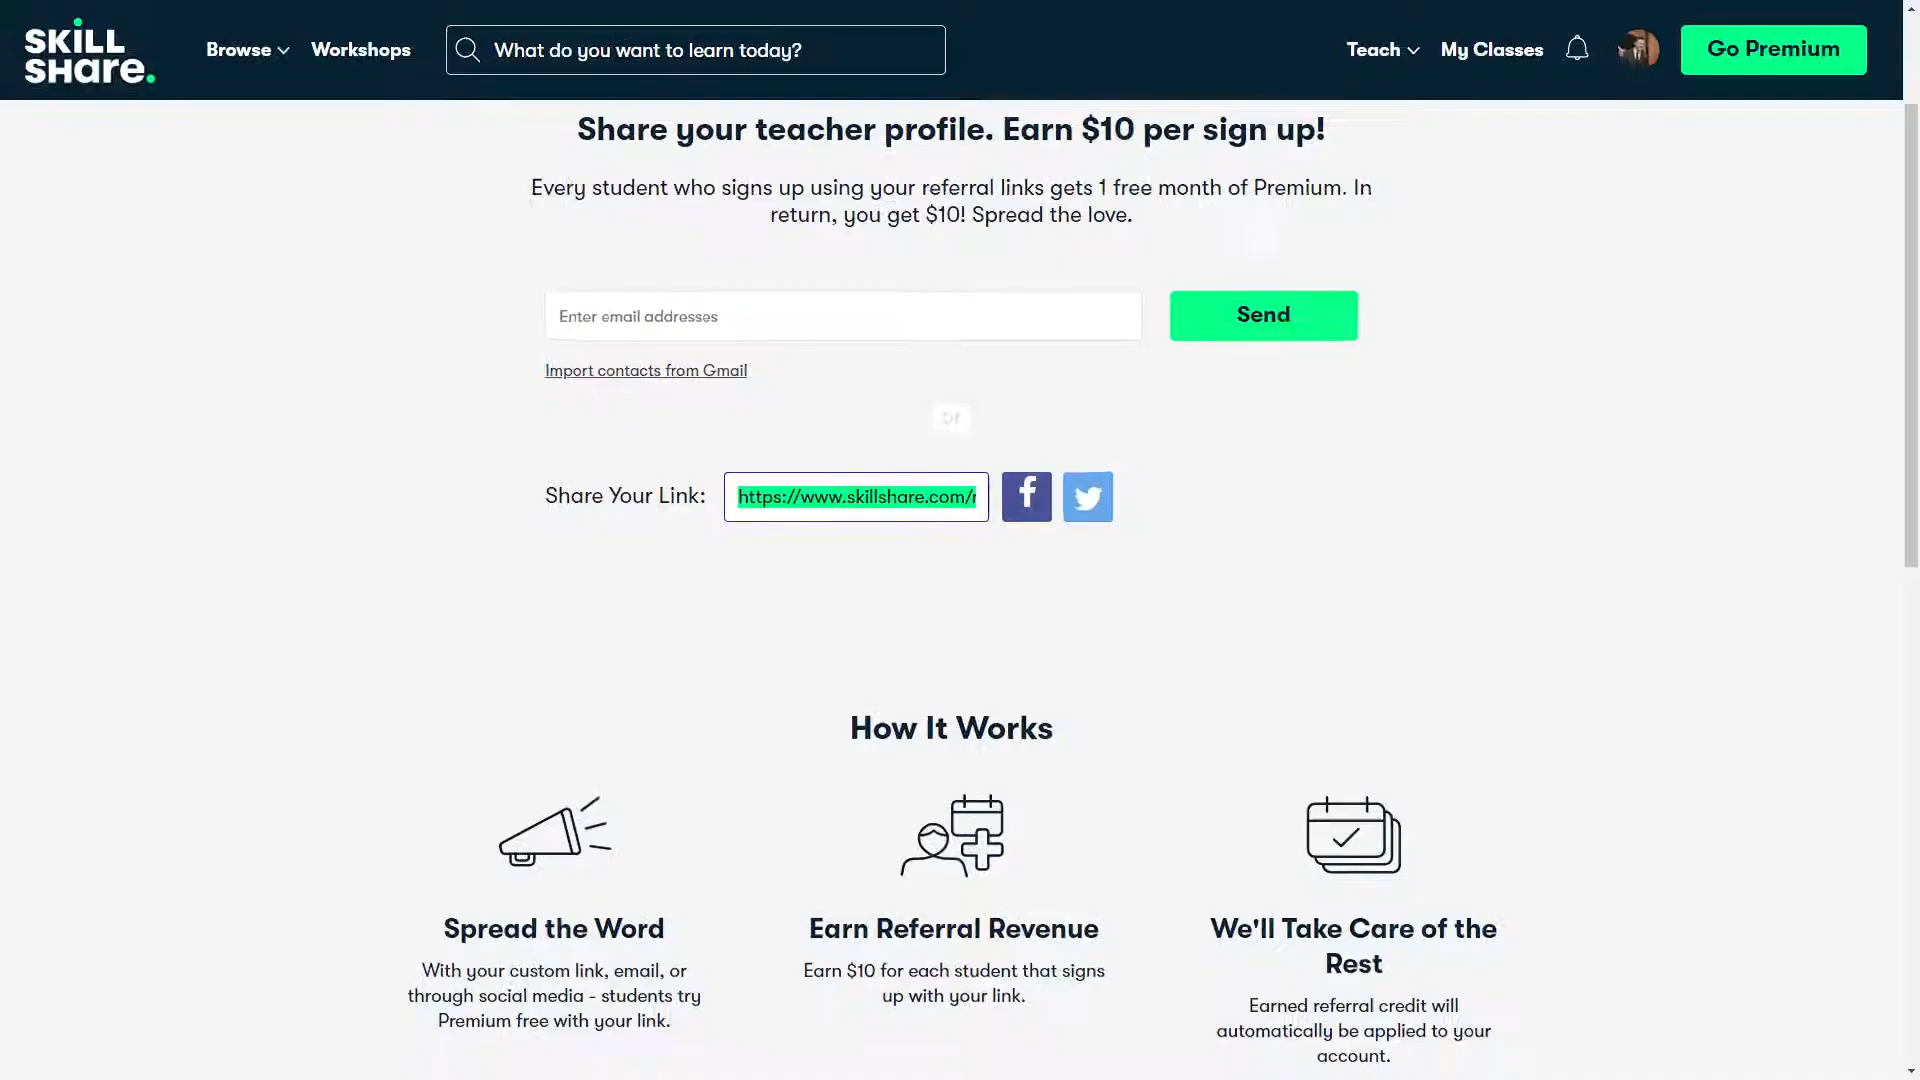 SKILL
SHare.
Browse
Workshops
What do you want to learn today?
Teach
My Classes
Go Premium
Share your teacher profile. Earn $10 per sign up!
Every student who signs up using your referral links gets 1 free month of Premium. In
return, you get $10! Spread the love.
Enter email addresses
Send
Import contacts from Gmail
or
Share Your Link:
https://www.skillshare.com/r
How It Works
Spread the Word
With your custom link, email, or
through social media - students try
Premium free with your link.
Earn Referral Revenue
Earn $10 for each student that signs
up with your link.
We'll Take Care of the
Rest
Earned referral credit will
automatically be applied to your
account.